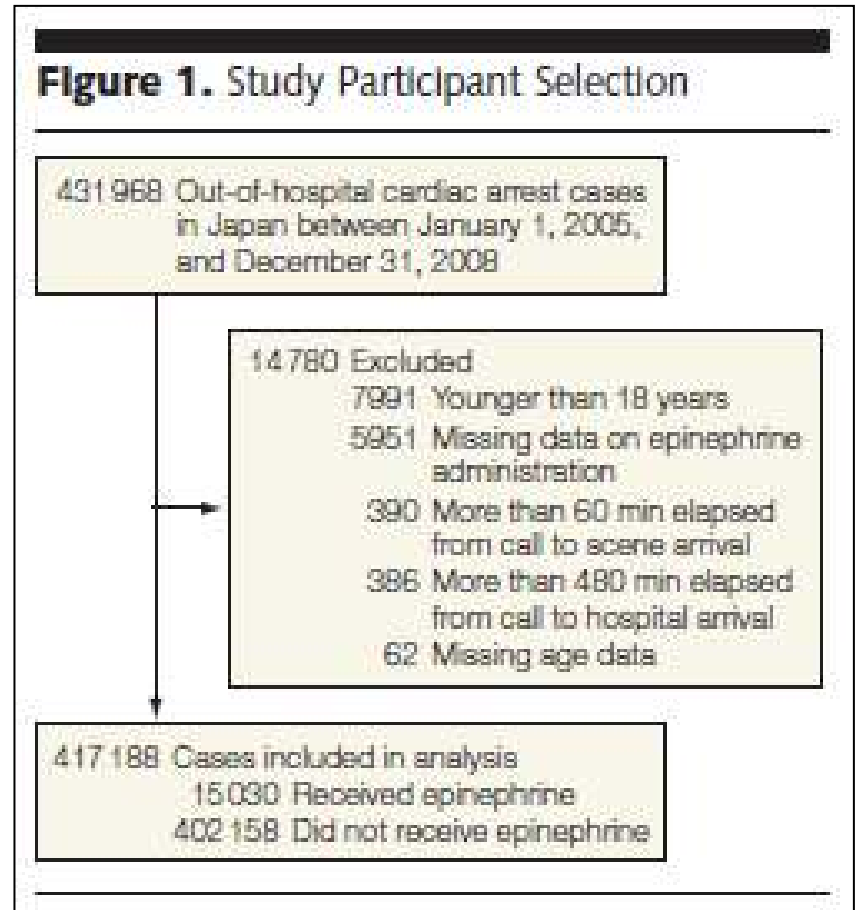 Figure 1. Study Participant Selection
431 968 Out-of-hospital cardiac arrest cases
in Japan between January 1, 2005,
and December 31, 2008
14 780 Excluded
7991 Younger than 18 years
5951 Missing data on epinephrine
administration
390 More than 60 min elapsed
from call to scene arrival
386 More than 480 min elapsed
from call to hospital arrival
62 Missing age data
417 188 Cases included in analysis
15 030 Received epinephrine
402 158 Did not receive epinephrine